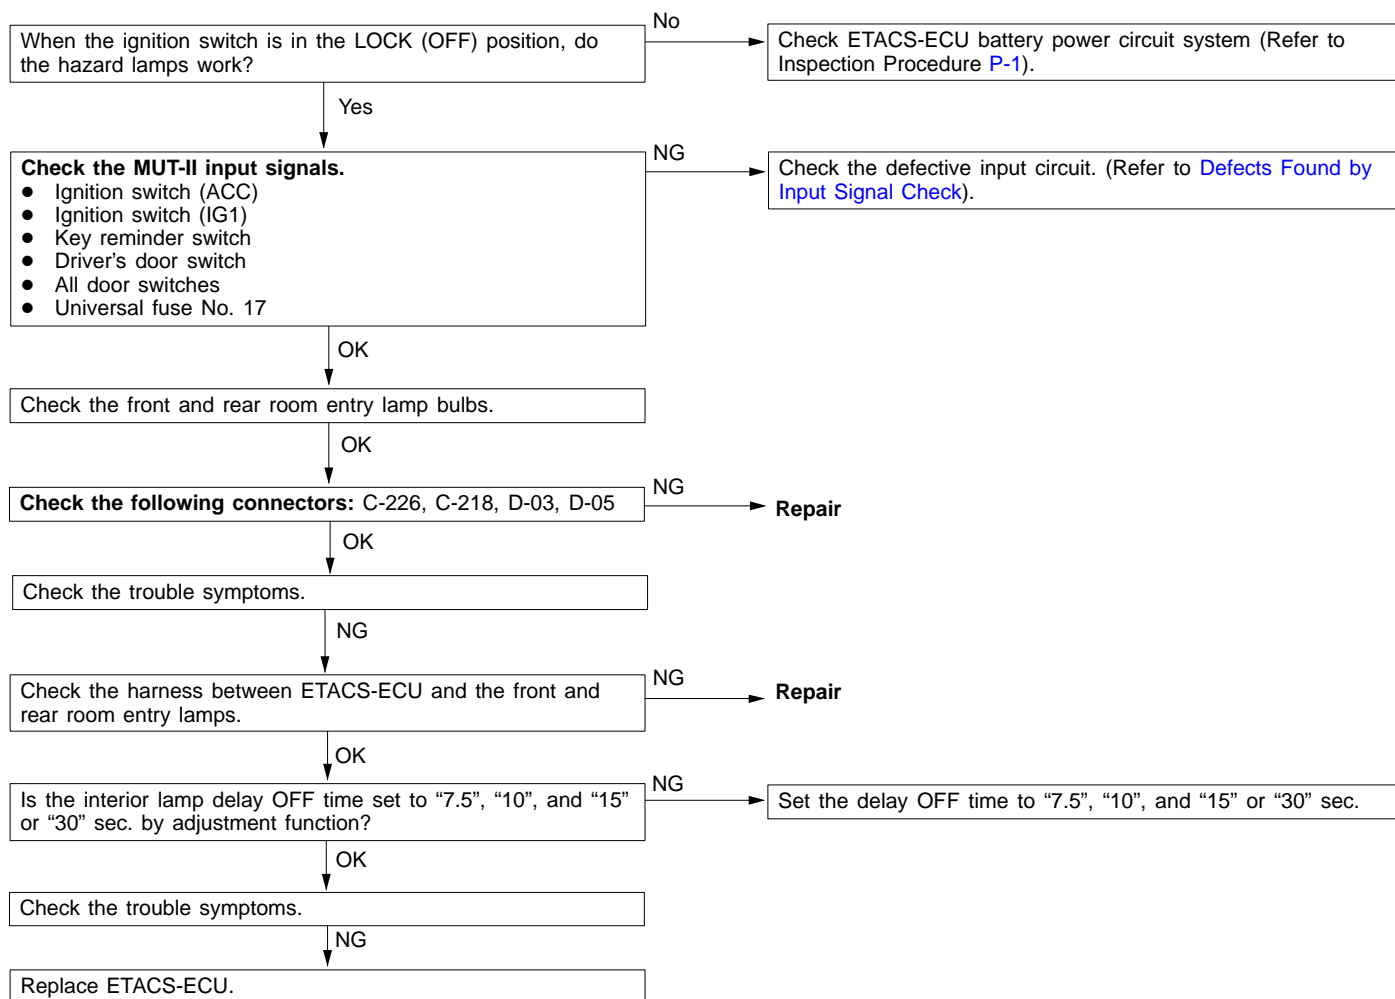 When the ignition switch is in the LOCK (OFF) position, do
the hazard lamps work?
No
Check ETACS-ECU battery power circuit system (Refer to
Inspection Procedure P-1).
Yes
Check the MUT-II input signals.
● Ignition switch (ACC)
● Ignition switch (IG1)
● Key reminder switch
● Driver's door switch
● All door switches
● Universal fuse No. 17
NG
Check the defective input circuit. (Refer to Defects Found by
Input Signal Check).
OK
Check the front and rear room entry lamp bulbs.
OK
Check the following connectors: C-226, C-218, D-03, D-05
NG
Repair
OK
Check the trouble symptoms.
NG
Check the harness between ETACS-ECU and the front and
rear room entry lamps.
NG
Repair
OK
Is the interior lamp delay OFF time set to “7.5”, “10”, and “15”
or “30” sec. by adjustment function?
NG
Set the delay OFF time to “7.5”, “10”, and “15” or “30” sec.
OK
Check the trouble symptoms.
NG
Replace ETACS-ECU.